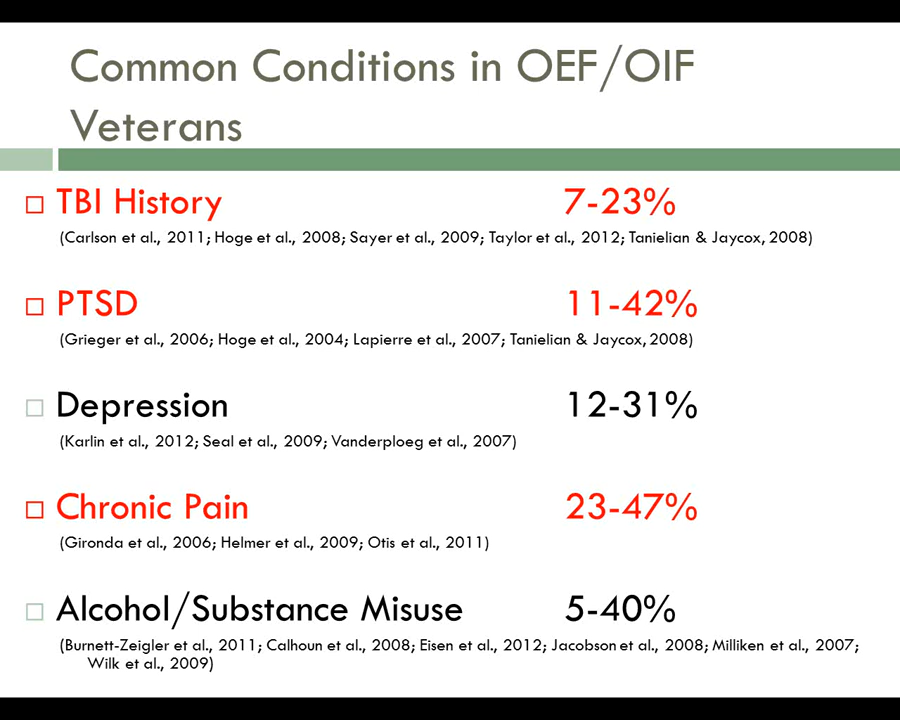 Common Conditions in OEF/OIF
Veterans
TBI History 7-23%
(Carlson et al., 2011; Hoge et al., 2008; Sayer et al., 2009; Taylor et al., 2012; Tanielian & Jaycox, 2008)
PTSD 11-42%
(Grieger et al., 2006; Hoge et al., 2004; Lapierre et al., 2007; Tanielian & Jaycox, 2008)
Depression 12-31%
(Karlin et al., 2012; Seal et al., 2009; Vanderploeg et al., 2007)
Chronic Pain 23-47%
(Gironda et al., 2006; Helmer et al., 2009; Otis et al., 2011)
Alcohol/Substance Misuse 5-40%
(Burnett-Zeigler et al., 2011; Calhoun et al., 2008; Eisen et al., 2012; Jacobson et al., 2008; Milliken et al., 2007;
Wilk et al., 2009)